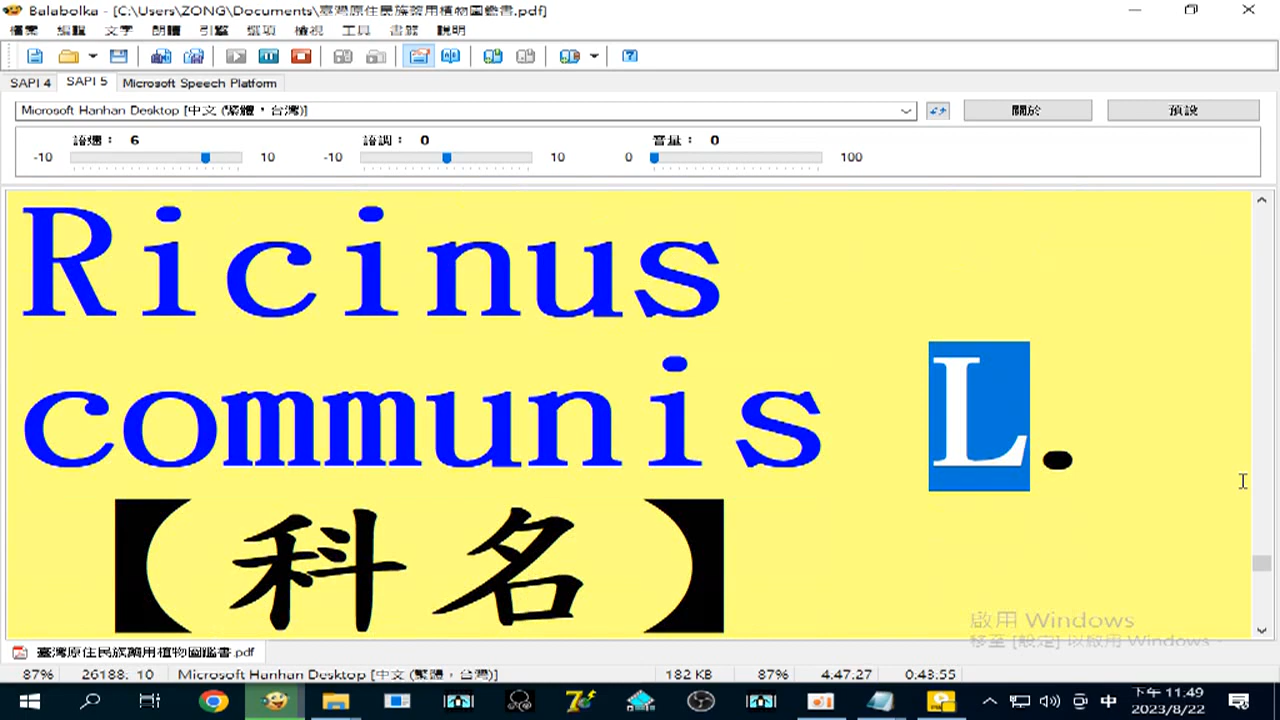 Balabolka - [C:\Users\ZONG\Documents\臺灣原住民族藥用植物圖鑑書.pdf]
檔案 編輯 文字 朗讀 引擎 選項 檢視 工具 書籤 說明
SAPI 4 SAPI 5 Microsoft Speech Platform
Microsoft Hanhan Desktop [中文 (繁體，台灣)] 關於 預設
語速： 6 語調： 0 音量： 0
-10 10 -10 10 0 100
Ricinus
communis L.
【科名】
啟用 Windows
移至 [設定] 以啟用 Windows。
臺灣原住民族藥用植物圖鑑書.pdf
87% 26188: 10 Microsoft Hanhan Desktop [中文 (繁體，台灣)] 182 KB 87% 4:47:27 0:43:55
中 下午 11:49
2023/8/22